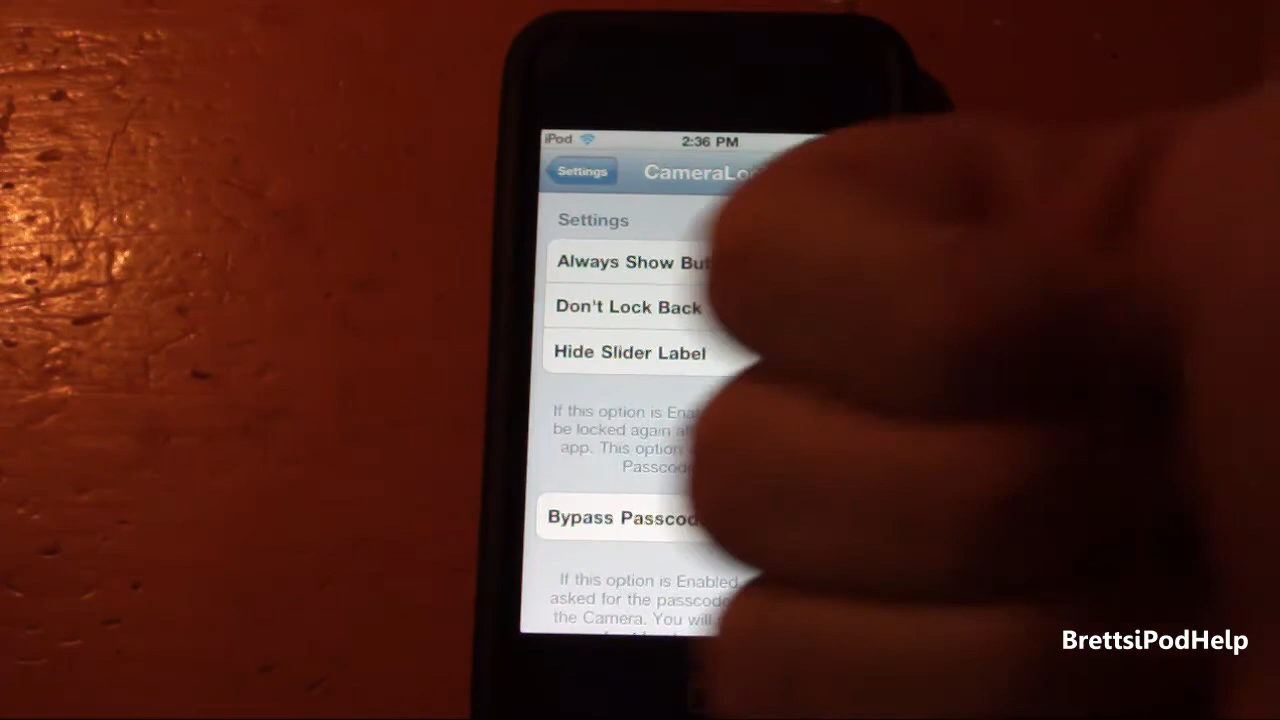 iPod 2:36 PM
Settings CameraLo
Settings
Always Show But
Don't Lock Back
Hide Slider Label
If this option is Ena
be locked again
app. This option
Passcod
Bypass Passcod
If this option is Enabled
asked for the passcode
the Camera. You will
BrettsiPodHelp